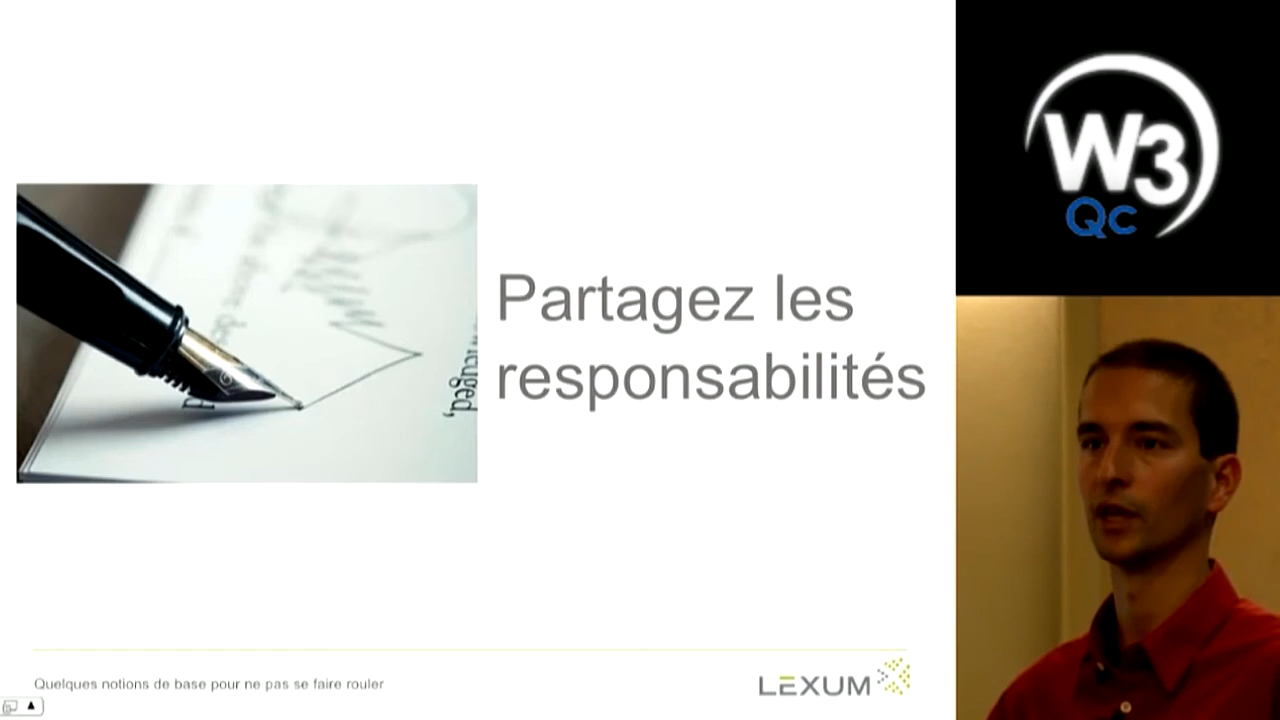 Partagez les
responsabilités
Quelques notions de base pour ne pas se faire rouler
LEXUM
W3
Qc